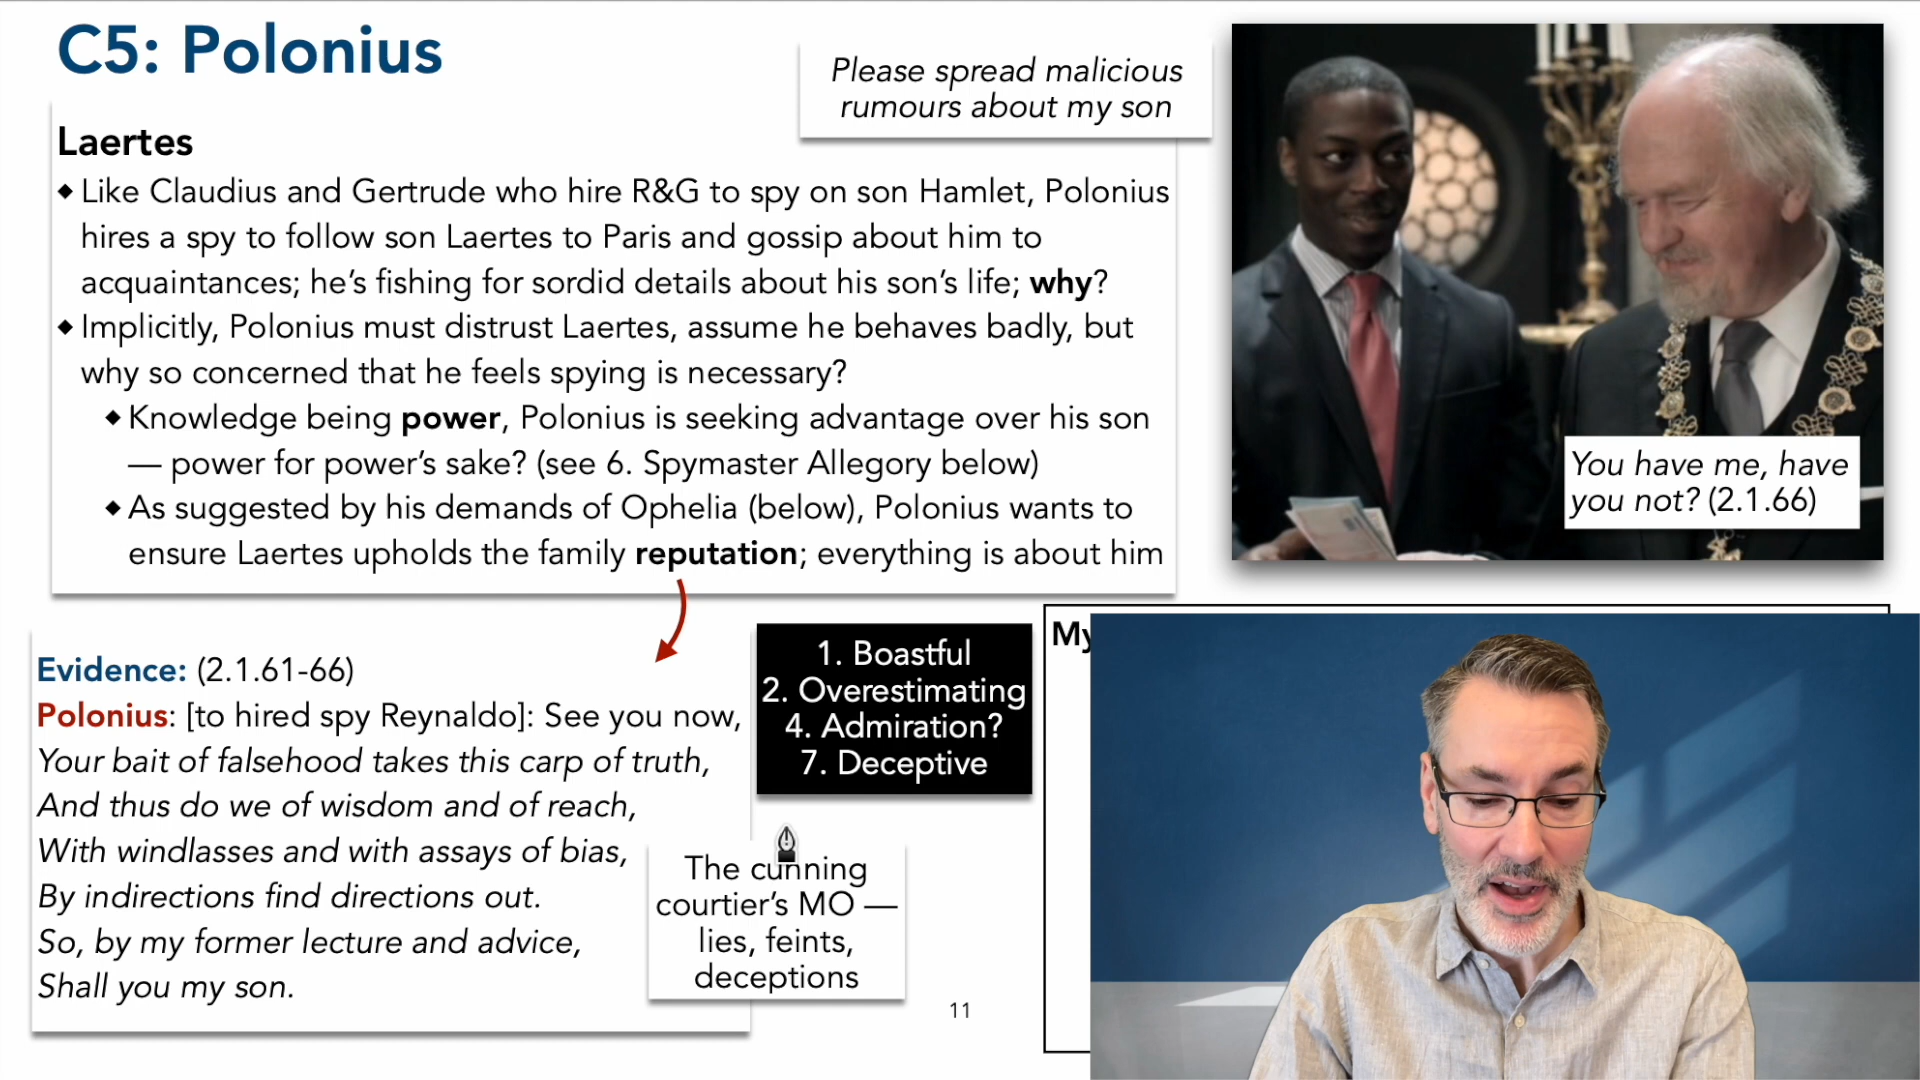 C5: Polonius
Please spread malicious
rumours about my son
Laertes
◆ Like Claudius and Gertrude who hire R&G to spy on son Hamlet, Polonius
hires a spy to follow son Laertes to Paris and gossip about him to
acquaintances; he’s fishing for sordid details about his son’s life; why?
◆ Implicitly, Polonius must distrust Laertes, assume he behaves badly, but
why so concerned that he feels spying is necessary?
◆ Knowledge being power, Polonius is seeking advantage over his son
— power for power’s sake? (see 6. Spymaster Allegory below)
◆ As suggested by his demands of Ophelia (below), Polonius wants to
ensure Laertes upholds the family reputation; everything is about him
You have me, have
you not? (2.1.66)
Evidence: (2.1.61-66)
Polonius: [to hired spy Reynaldo]: See you now,
Your bait of falsehood takes this carp of truth,
And thus do we of wisdom and of reach,
With windlasses and with assays of bias,
By indirections find directions out.
So, by my former lecture and advice,
Shall you my son.
1. Boastful
2. Overestimating
4. Admiration?
7. Deceptive
The cunning
courtier’s MO —
lies, feints,
deceptions
My
11